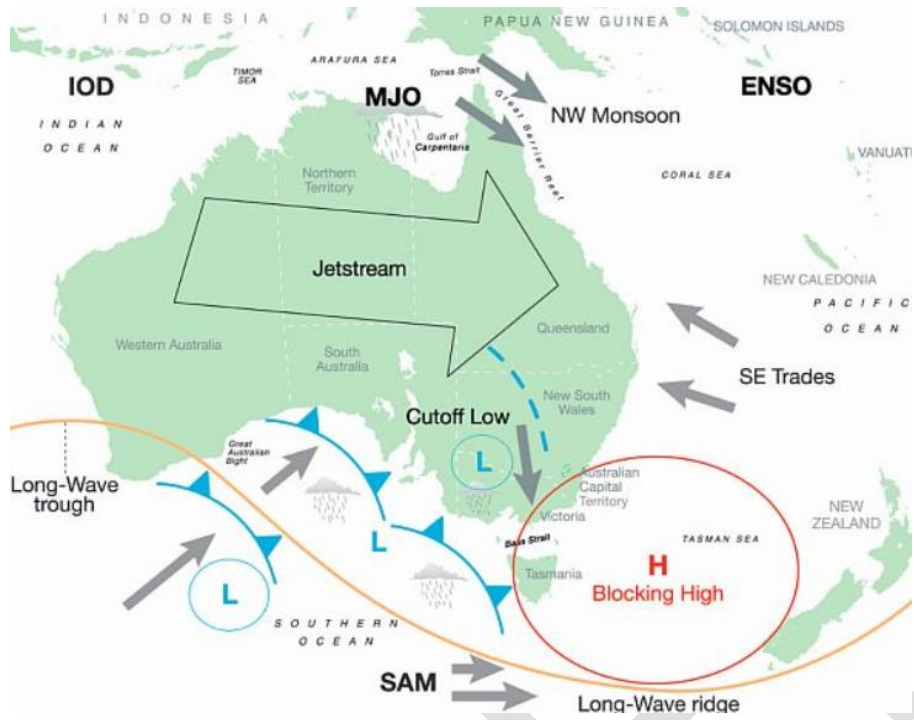 INDONESIA
PAPUA NEW GUINEA
SOLOMON ISLANDS
ARAFURA SEA
TIMOR
SEA
Torres Strait
IOD
MJO
ENSO
INDIAN
OCEAN
NW Monsoon
Gulf of
Carpentaria
Great Barrier Reef
VANUATU
CORAL SEA
Northern
Territory
Jetstream
NEW CALEDONIA
PACIFIC
OCEAN
Western Australia
South
Australia
Queensland
SE Trades
New South
Wales
Cutoff Low
Great
Australian
Bight
L
Long-Wave
trough
Australian
Capital
Territory
Victoria
NEW
ZEALAND
L
Bass Strait
TASMAN SEA
H
Blocking High
Tasmania
L
SOUTHERN
OCEAN
SAM
Long-Wave ridge